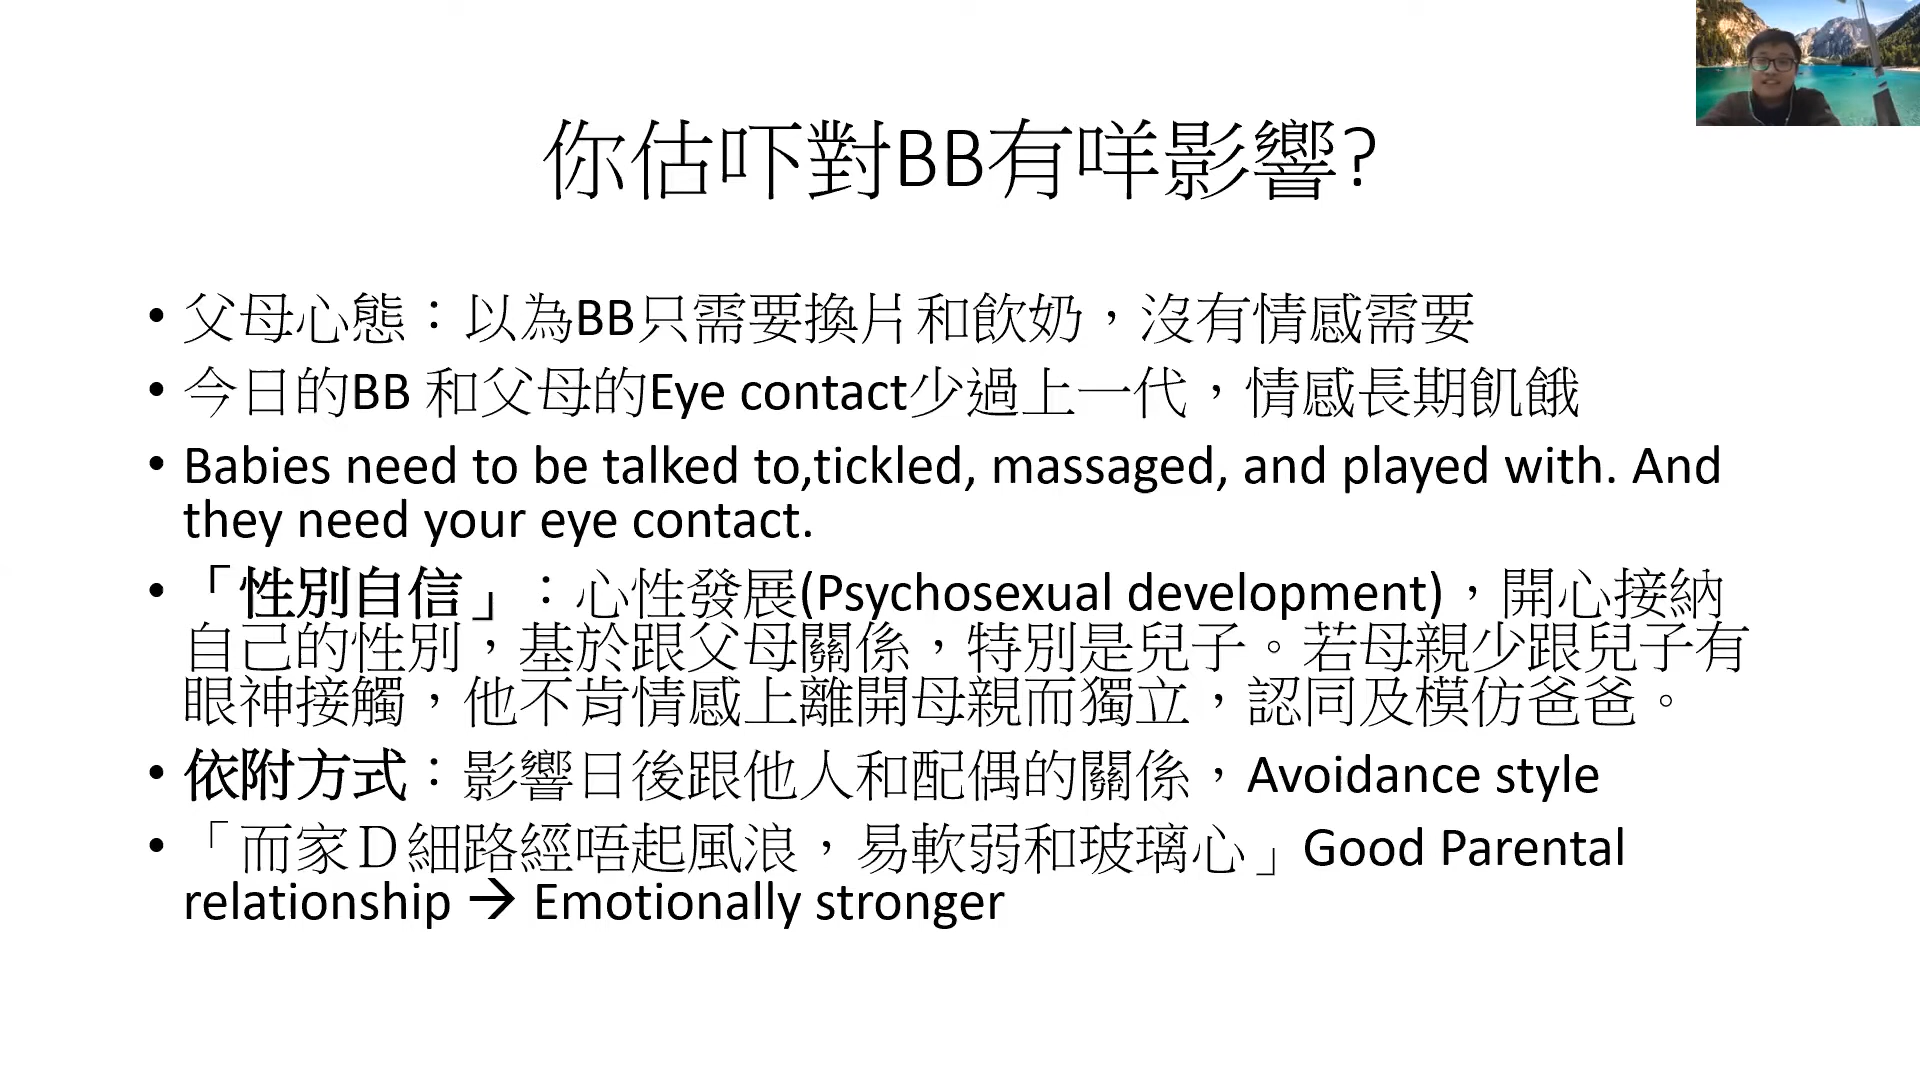 你估吓對BB有咩影響?
• 父母心態：以為BB只需要換片和飲奶，沒有情感需要
• 今日的BB 和父母的Eye contact少過上一代，情感長期飢餓
• Babies need to be talked to,tickled, massaged, and played with. And
they need your eye contact.
• 「性別自信」：心性發展(Psychosexual development)，開心接納
自己的性別，基於跟父母關係，特別是兒子。若母親少跟兒子有
眼神接觸，他不肯情感上離開母親而獨立，認同及模仿爸爸。
• 依附方式：影響日後跟他人和配偶的關係，Avoidance style
• 「而家Ｄ細路經唔起風浪，易軟弱和玻璃心」Good Parental
relationship → Emotionally stronger